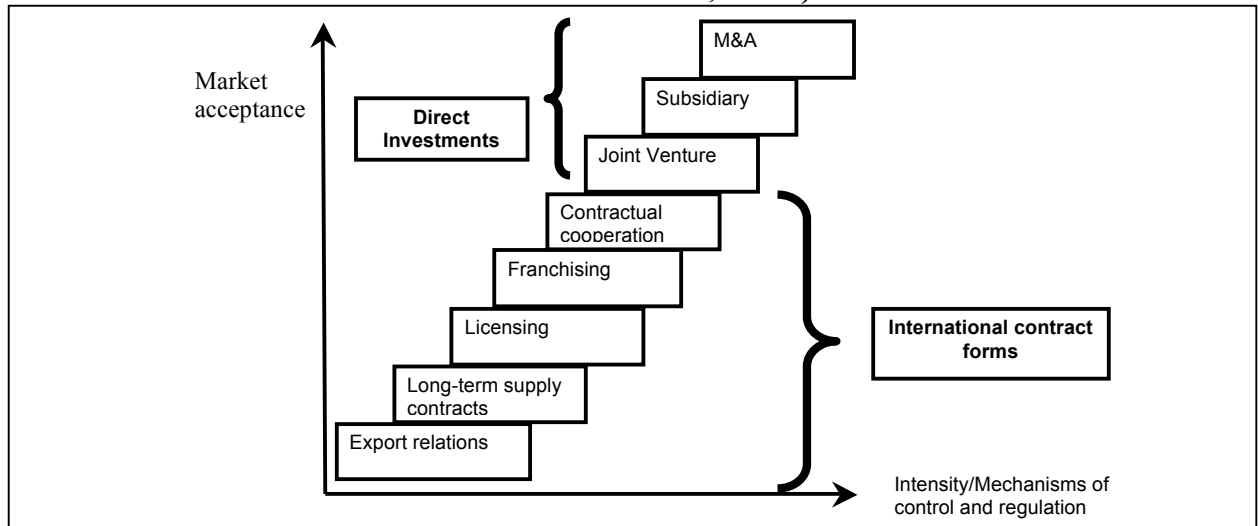 M&A
Market
acceptance
Subsidiary
Direct
Investments
Joint Venture
Contractual
cooperation
Franchising
International contract
forms
Licensing
Long-term supply
contracts
Export relations
Intensity/Mechanisms of
control and regulation